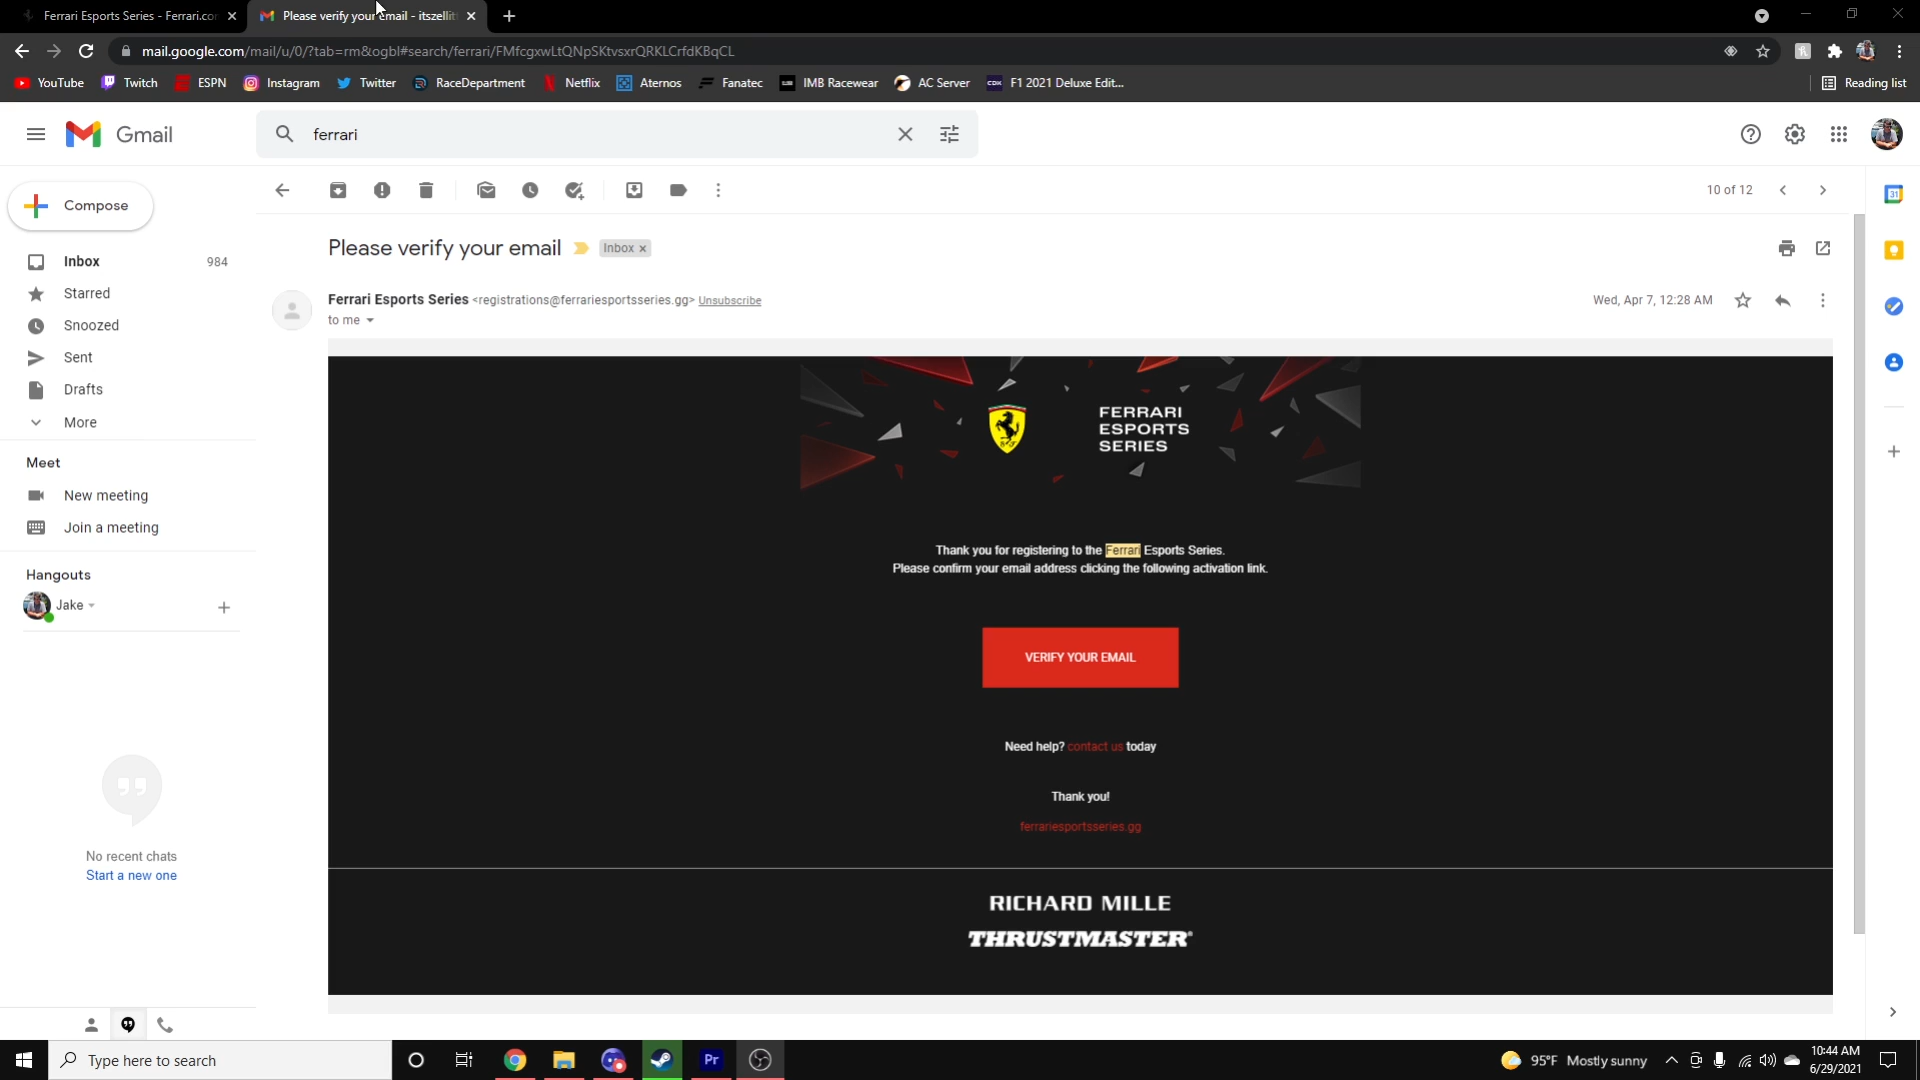 Ferrari Esports Series - Ferrari.co
Please verify your email - itszellit
mail.google.com/mail/u/0/?tab=rm&ogbl#search/ferrari/FMfcgxwLtQNpSKtvsxrQRKLCrfdKBqCL
YouTube Twitch ESPN Instagram Twitter RaceDepartment Netflix Aternos Fanatec IMB Racewear AC Server F1 2021 Deluxe Edit... Reading list
Gmail
ferrari
Compose
10 of 12
31
Please verify your email Inbox x
Inbox 984
Starred
Snoozed
Sent
Drafts
More
Ferrari Esports Series <registrations@ferrariesportsseries.gg> Unsubscribe
Wed, Apr 7, 12:28 AM
to me
Meet
New meeting
Join a meeting
Hangouts
Jake
No recent chats
Start a new one
FERRARI
ESPORTS
SERIES
S F
Thank you for registering to the Ferrari Esports Series.
Please confirm your email address clicking the following activation link.
VERIFY YOUR EMAIL
Need help? contact us today
Thank you!
ferrariesportsseries.gg
RICHARD MILLE
THRUSTMASTER®
Type here to search
Pr
95°F Mostly sunny
10:44 AM
6/29/2021